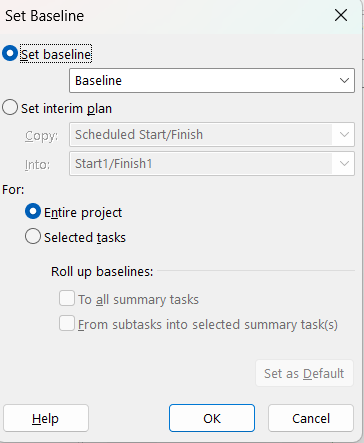 Set Baseline
Set baseline
Baseline
Set interim plan
Copy: Scheduled Start/Finish
Into: Start1/Finish1
For:
Entire project
Selected tasks
Roll up baselines:
To all summary tasks
From subtasks into selected summary task(s)
Set as Default
Help OK Cancel